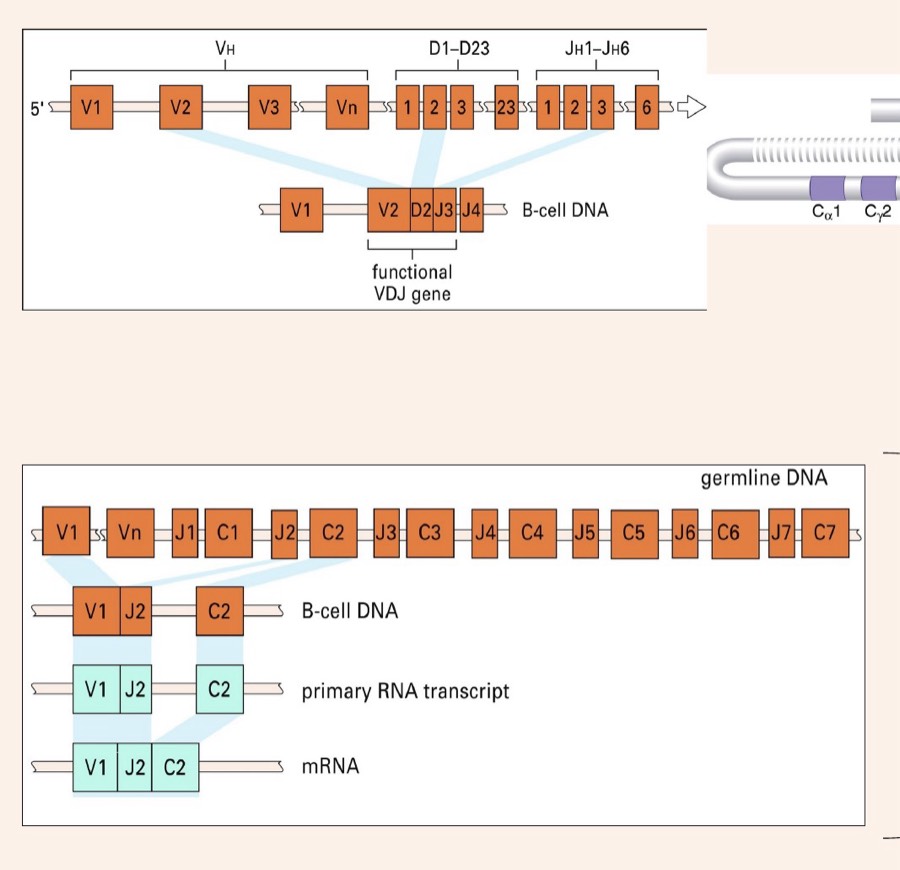 VH D1–D23 JH1–JH6
5' V1 V2 V3 Vn 1 2 3 23 1 2 3 6
V1 V2 D2 J3 J4 B-cell DNA
Cα1 Cγ2
functional
VDJ gene
germline DNA
V1 Vn J1 C1 J2 C2 J3 C3 J4 C4 J5 C5 J6 C6 J7 C7
V1 J2 C2 B-cell DNA
V1 J2 C2 primary RNA transcript
V1 J2 C2 mRNA